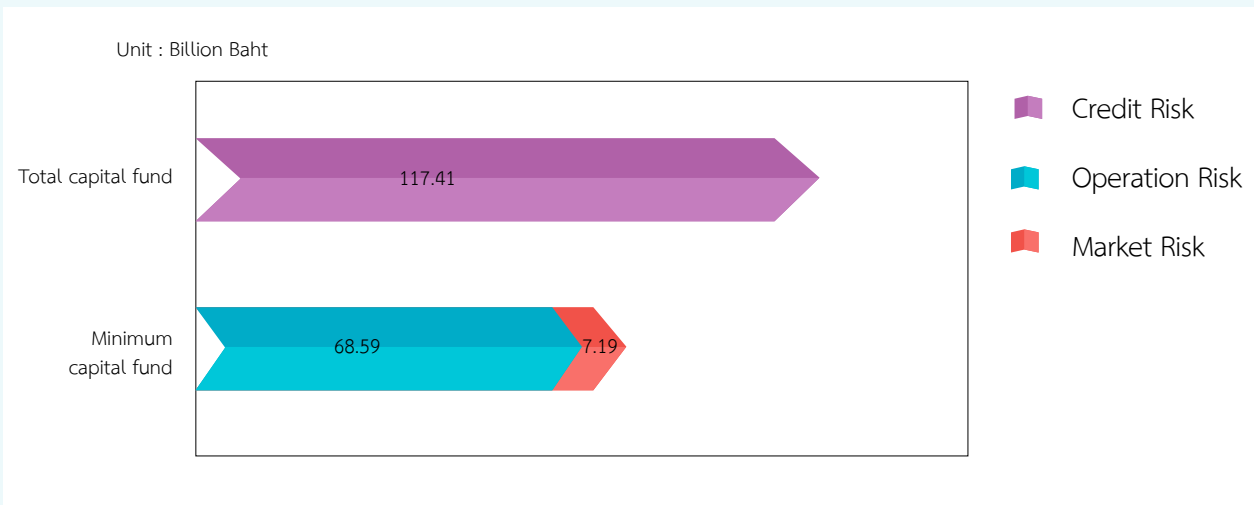 Unit : Billion Baht
Total capital fund
117.41
Minimum
capital fund
68.59
7.19
Credit Risk
Operation Risk
Market Risk